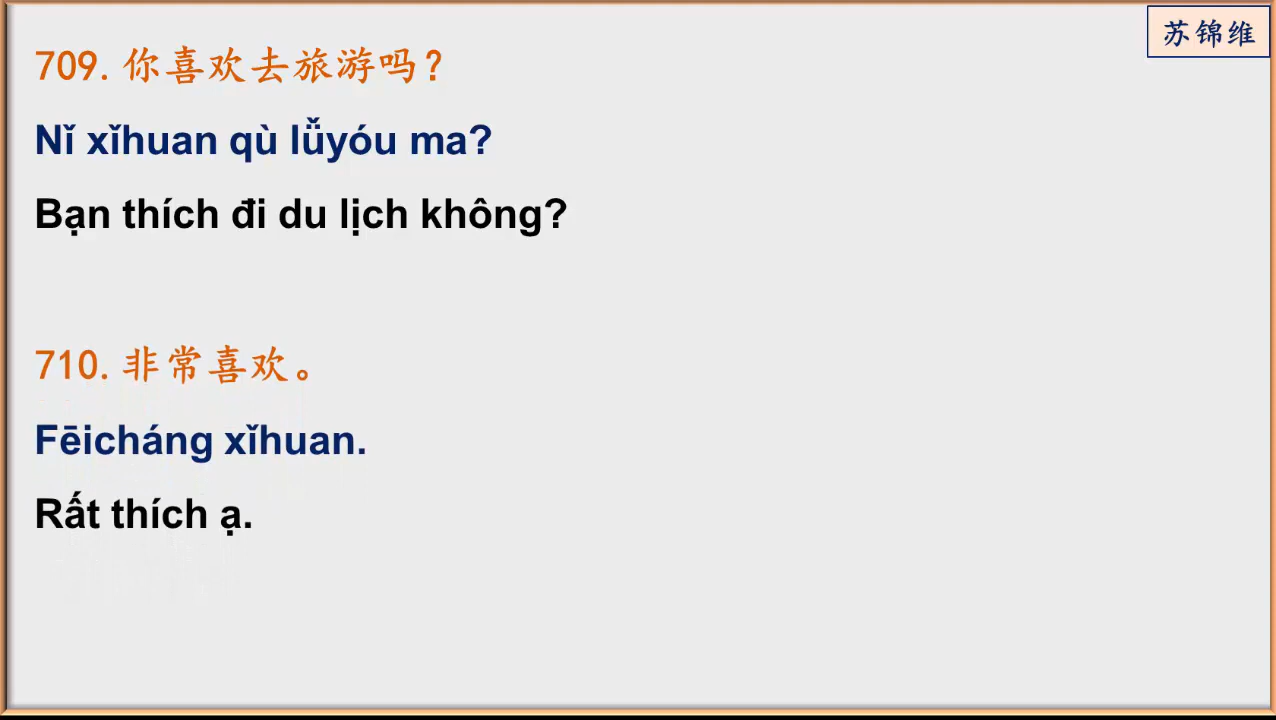 苏锦维
709.你喜欢去旅游吗？
Nǐ xǐhuan qù lǚyóu ma?
Bạn thích đi du lịch không?
710.非常喜欢。
Fēicháng xǐhuan.
Rất thích ạ.